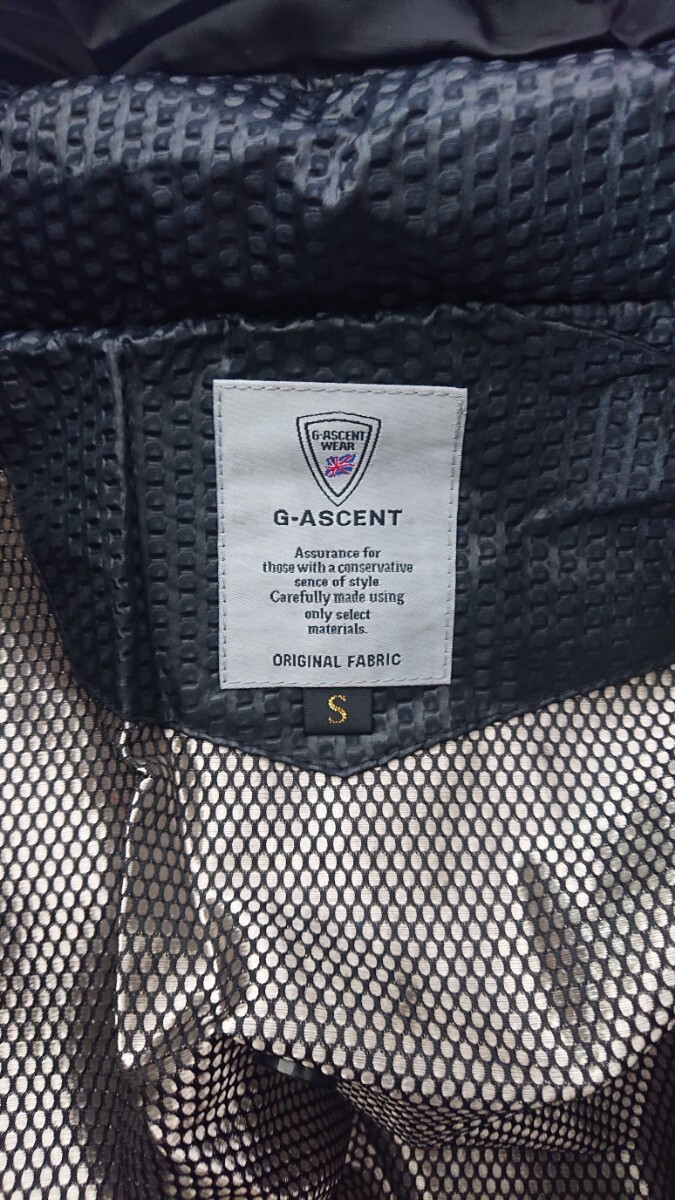 G-ASCENT
WEAR
G-ASCENT
Assurance for
those with a conservative
sence of style
Carefully made using
only select
materials.
ORIGINAL FABRIC
S